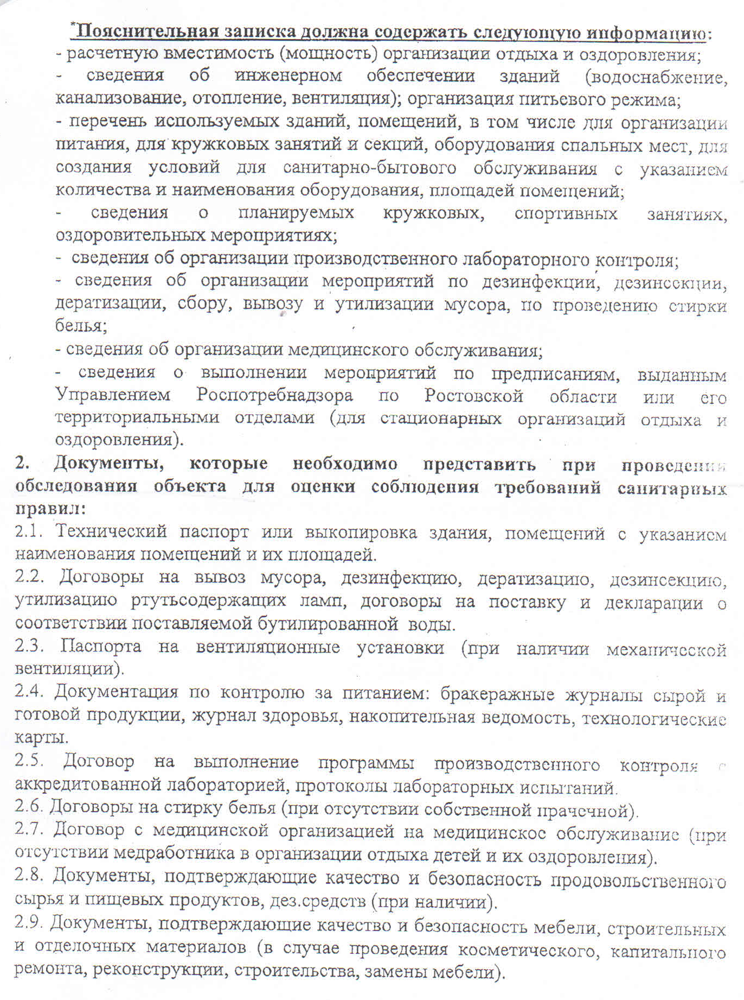 *Пояснительная записка должна содержать следующую информацию:
- расчетную вместимость (мощность) организации отдыха и оздоровления;
- сведения об инженерном обеспечении зданий (водоснабжение,
канализование, отопление, вентиляция); организация питьевого режима;
- перечень используемых зданий, помещений, в том числе для организации
питания, для кружковых занятий и секций, оборудования спальных мест, для
создания условий для санитарно-бытового обслуживания с указанием
количества и наименования оборудования, площадей помещений;
- сведения о планируемых кружковых, спортивных занятиях,
оздоровительных мероприятиях;
- сведения об организации производственного лабораторного контроля;
- сведения об организации мероприятий по дезинфекции, дезинсекции,
дератизации, сбору, вывозу и утилизации мусора, по проведению стирки
белья;
- сведения об организации медицинского обслуживания;
- сведения о выполнении мероприятий по предписаниям, выданным
Управлением Роспотребнадзора по Ростовской области или его
территориальными отделами (для стационарных организаций отдыха и
оздоровления).
2. Документы, которые необходимо представить при проведении
обследования объекта для оценки соблюдения требований санитарных
правил:
2.1. Технический паспорт или выкопировка здания, помещений с указанием
наименования помещений и их площадей.
2.2. Договоры на вывоз мусора, дезинфекцию, дератизацию, дезинсекцию,
утилизацию ртутьсодержащих ламп, договоры на поставку и декларации о
соответствии поставляемой бутилированной воды.
2.3. Паспорта на вентиляционные установки (при наличии механической
вентиляции).
2.4. Документация по контролю за питанием: бракеражные журналы сырой и
готовой продукции, журнал здоровья, накопительная ведомость, технологические
карты.
2.5. Договор на выполнение программы производственного контроля с
аккредитованной лабораторией, протоколы лабораторных испытаний.
2.6. Договоры на стирку белья (при отсутствии собственной прачечной).
2.7. Договор с медицинской организацией на медицинское обслуживание (при
отсутствии медработника в организации отдыха детей и их оздоровления).
2.8. Документы, подтверждающие качество и безопасность продовольственного
сырья и пищевых продуктов, дез.средств (при наличии).
2.9. Документы, подтверждающие качество и безопасность мебели, строительных
и отделочных материалов (в случае проведения косметического, капитального
ремонта, реконструкции, строительства, замены мебели).